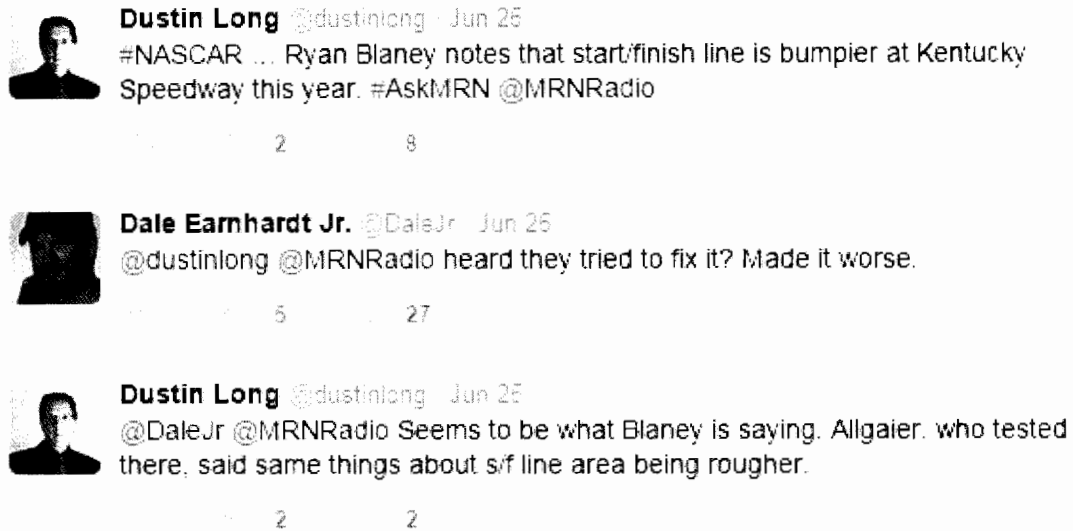 Dustin Long @dustinlong · Jun 26
#NASCAR ... Ryan Blaney notes that start/finish line is bumpier at Kentucky
Speedway this year. #AskMRN @MRNRadio
2 8
Dale Earnhardt Jr. @DaleJr · Jun 26
@dustinlong @MRNRadio heard they tried to fix it? Made it worse.
5 27
Dustin Long @dustinlong · Jun 26
@DaleJr @MRNRadio Seems to be what Blaney is saying. Allgaier, who tested
there, said same things about s/f line area being rougher.
2 2